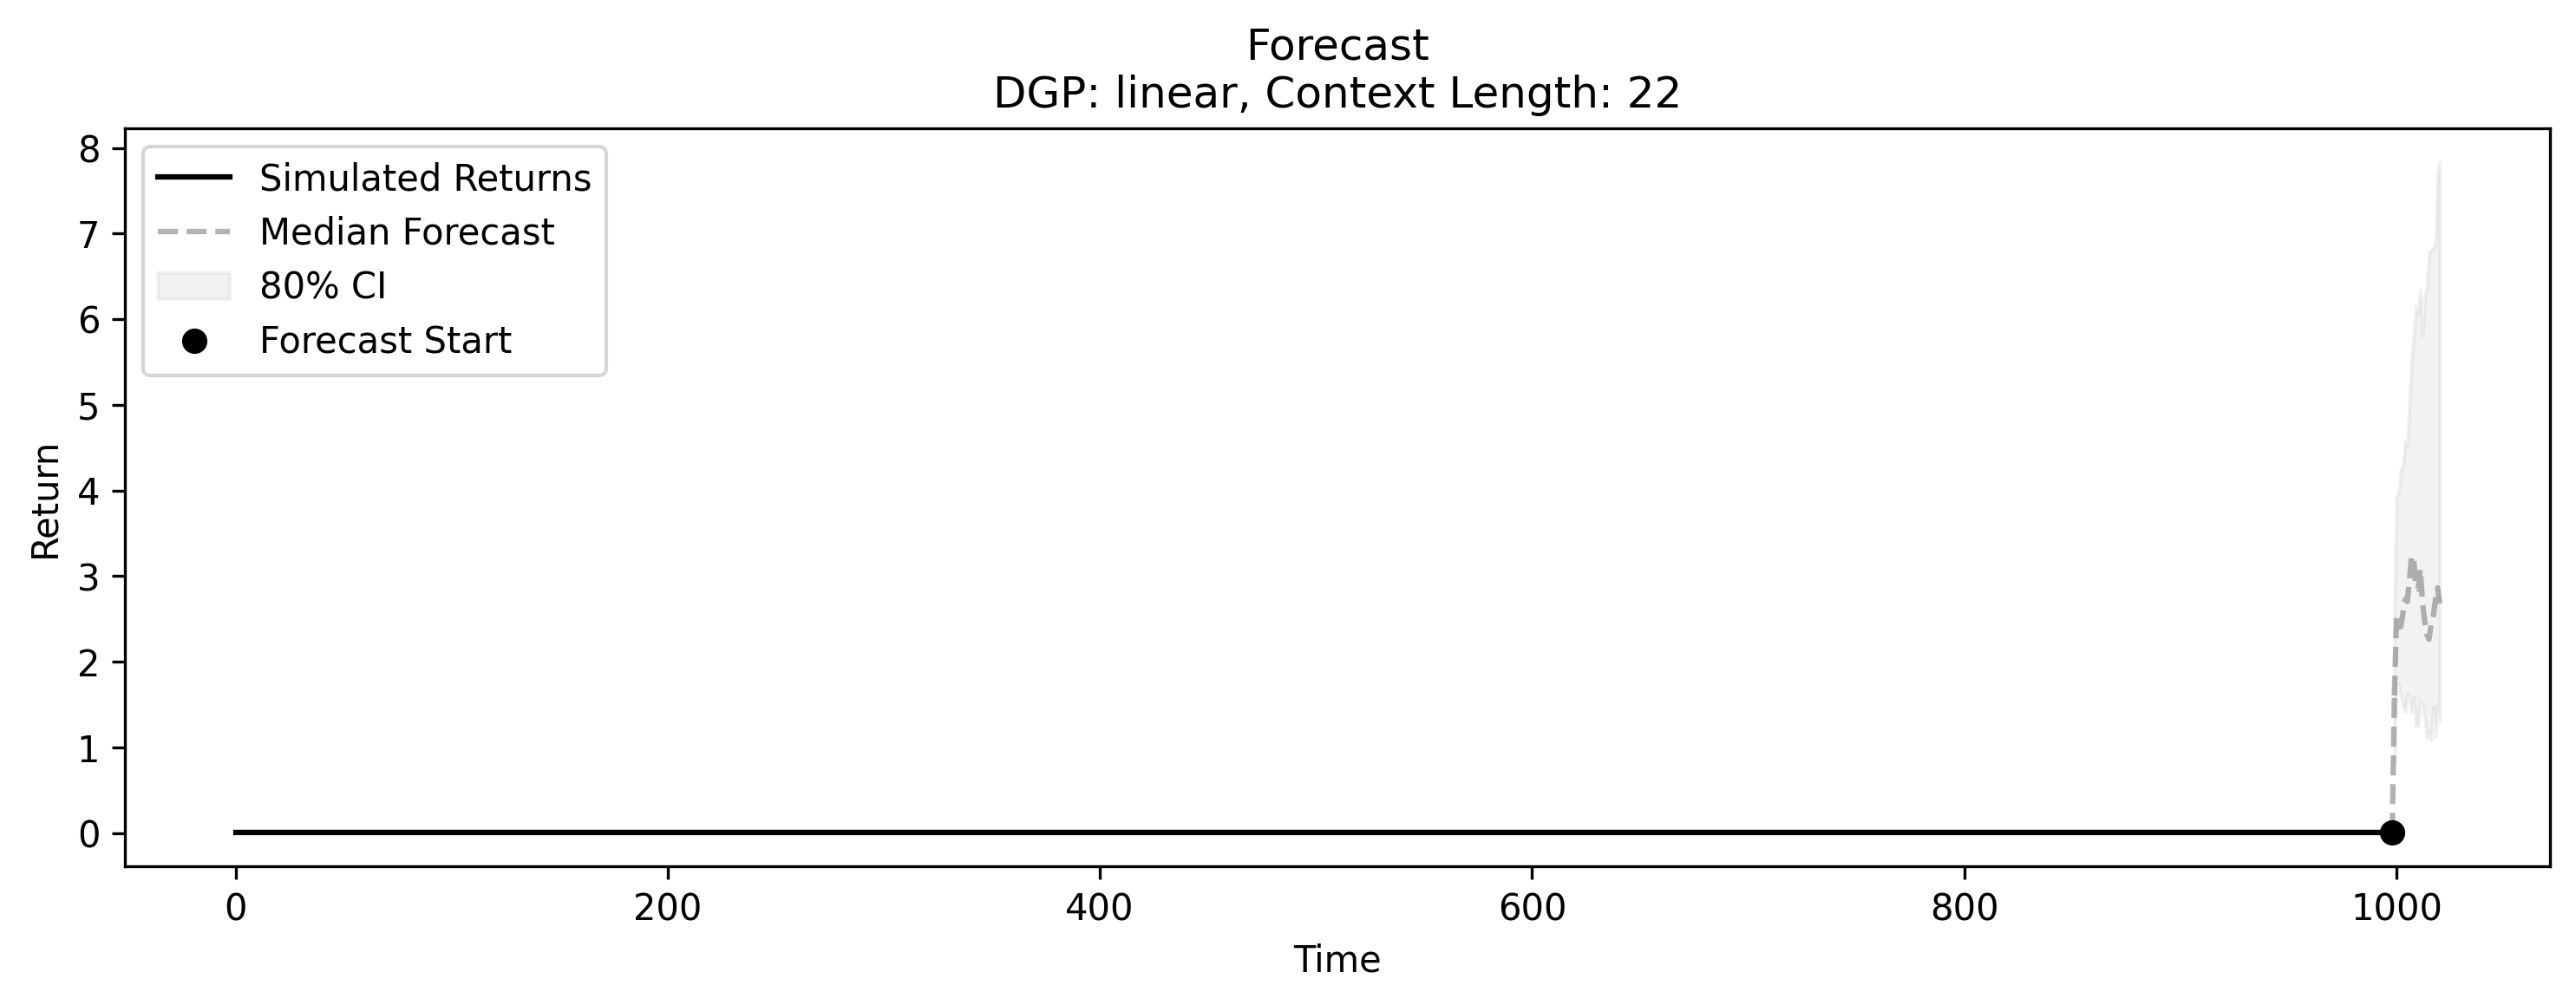 Forecast
DGP: linear, Context Length: 22
8
7
6
5
4
3
2
1
0
Return
Simulated Returns
Median Forecast
80% CI
Forecast Start
0
200
400
600
800
1000
Time